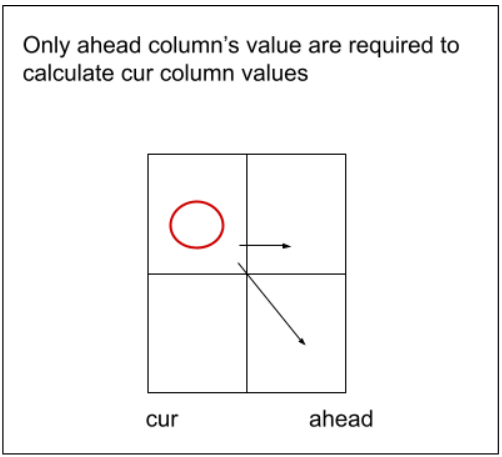 Only ahead column's value are required to
calculate cur column values
cur
ahead